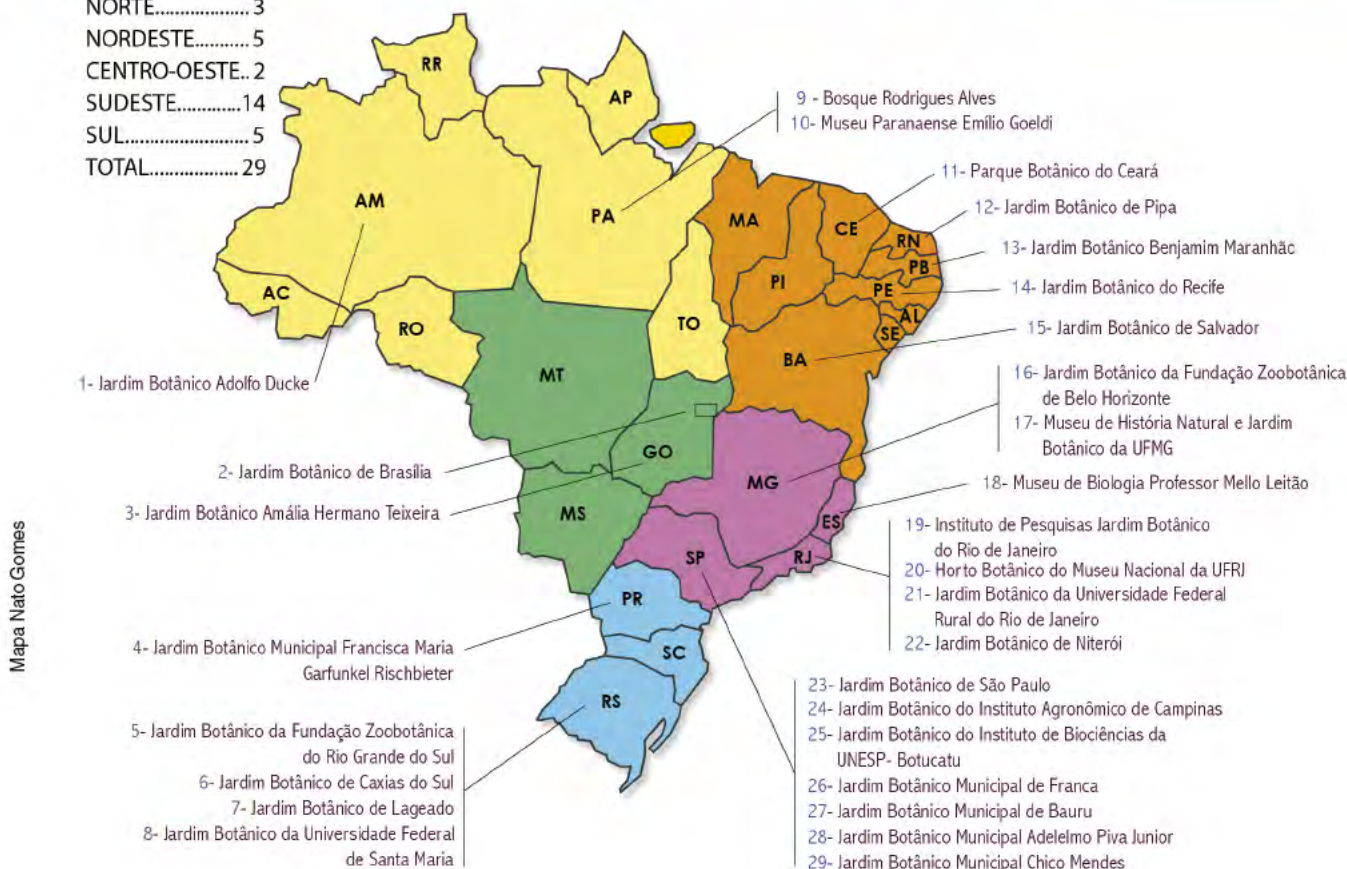 NORTE................... 3
NORDESTE........... 5
CENTRO-OESTE.. 2
SUDESTE.............14
SUL........................ 5
TOTAL.................. 29
RR
AP
AM
PA
AC
RO
TO
MA
PI
CE
RN
PB
PE
AL
SE
BA
MT
GO
MS
MG
ES
RJ
SP
PR
SC
RS
9 - Bosque Rodrigues Alves
10- Museu Paranaense Emílio Goeldi
11- Parque Botânico do Ceará
12- Jardim Botânico de Pipa
13- Jardim Botânico Benjamim Maranhão
14- Jardim Botânico do Recife
15- Jardim Botânico de Salvador
16- Jardim Botânico da Fundação Zoobotânica
de Belo Horizonte
17- Museu de História Natural e Jardim
Botânico da UFMG
18- Museu de Biologia Professor Mello Leitão
19- Instituto de Pesquisas Jardim Botânico
do Rio de Janeiro
20- Horto Botânico do Museu Nacional da UFRJ
21- Jardim Botânico da Universidade Federal
Rural do Rio de Janeiro
22- Jardim Botânico de Niterói
23- Jardim Botânico de São Paulo
24- Jardim Botânico do Instituto Agronômico de Campinas
25- Jardim Botânico do Instituto de Biociências da
UNESP- Botucatu
26- Jardim Botânico Municipal de Franca
27- Jardim Botânico Municipal de Bauru
28- Jardim Botânico Municipal Adelelmo Piva Junior
29- Jardim Botânico Municipal Chico Mendes
1- Jardim Botânico Adolfo Ducke
2- Jardim Botânico de Brasília
3- Jardim Botânico Amália Hermano Teixeira
4- Jardim Botânico Municipal Francisca Maria
Garfunkel Rischbieter
5- Jardim Botânico da Fundação Zoobotânica
do Rio Grande do Sul
6- Jardim Botânico de Caxias do Sul
7- Jardim Botânico de Lageado
8- Jardim Botânico da Universidade Federal
de Santa Maria
Mapa Nato Gomes